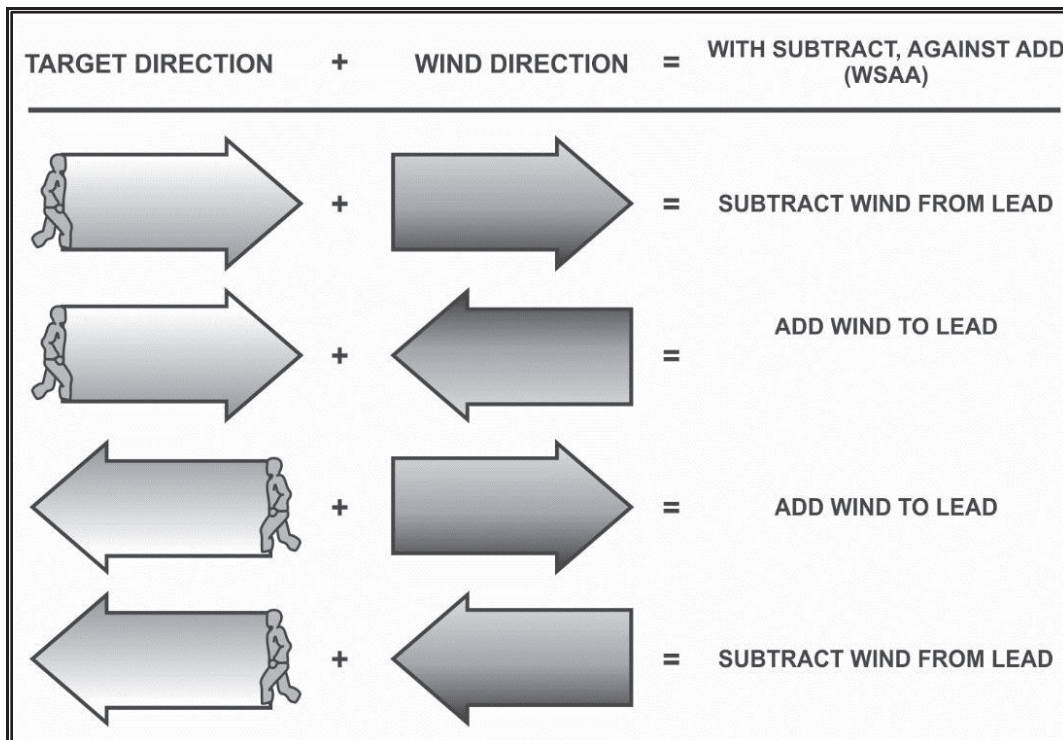 TARGET DIRECTION + WIND DIRECTION = WITH SUBTRACT, AGAINST ADD
(WSAA)
+ = SUBTRACT WIND FROM LEAD
+ = ADD WIND TO LEAD
+ = ADD WIND TO LEAD
+ = SUBTRACT WIND FROM LEAD